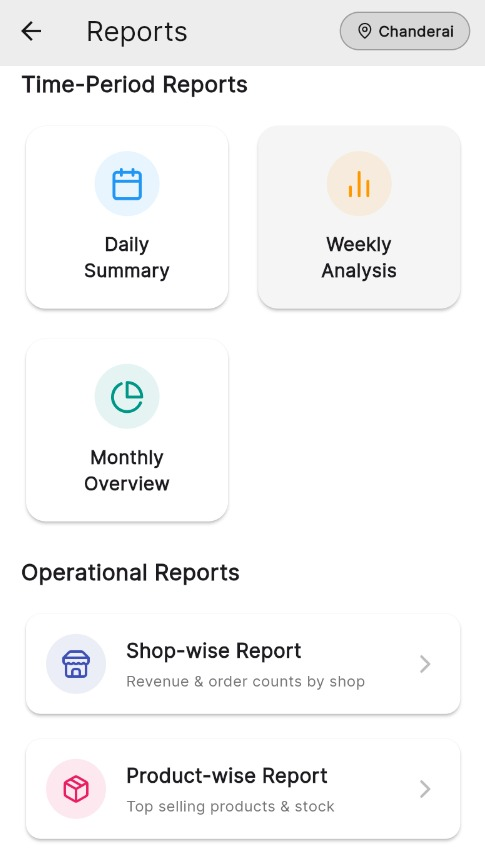 Reports
Chanderai
Time-Period Reports
Daily
Summary
Weekly
Analysis
Monthly
Overview
Operational Reports
Shop-wise Report
Revenue & order counts by shop
Product-wise Report
Top selling products & stock